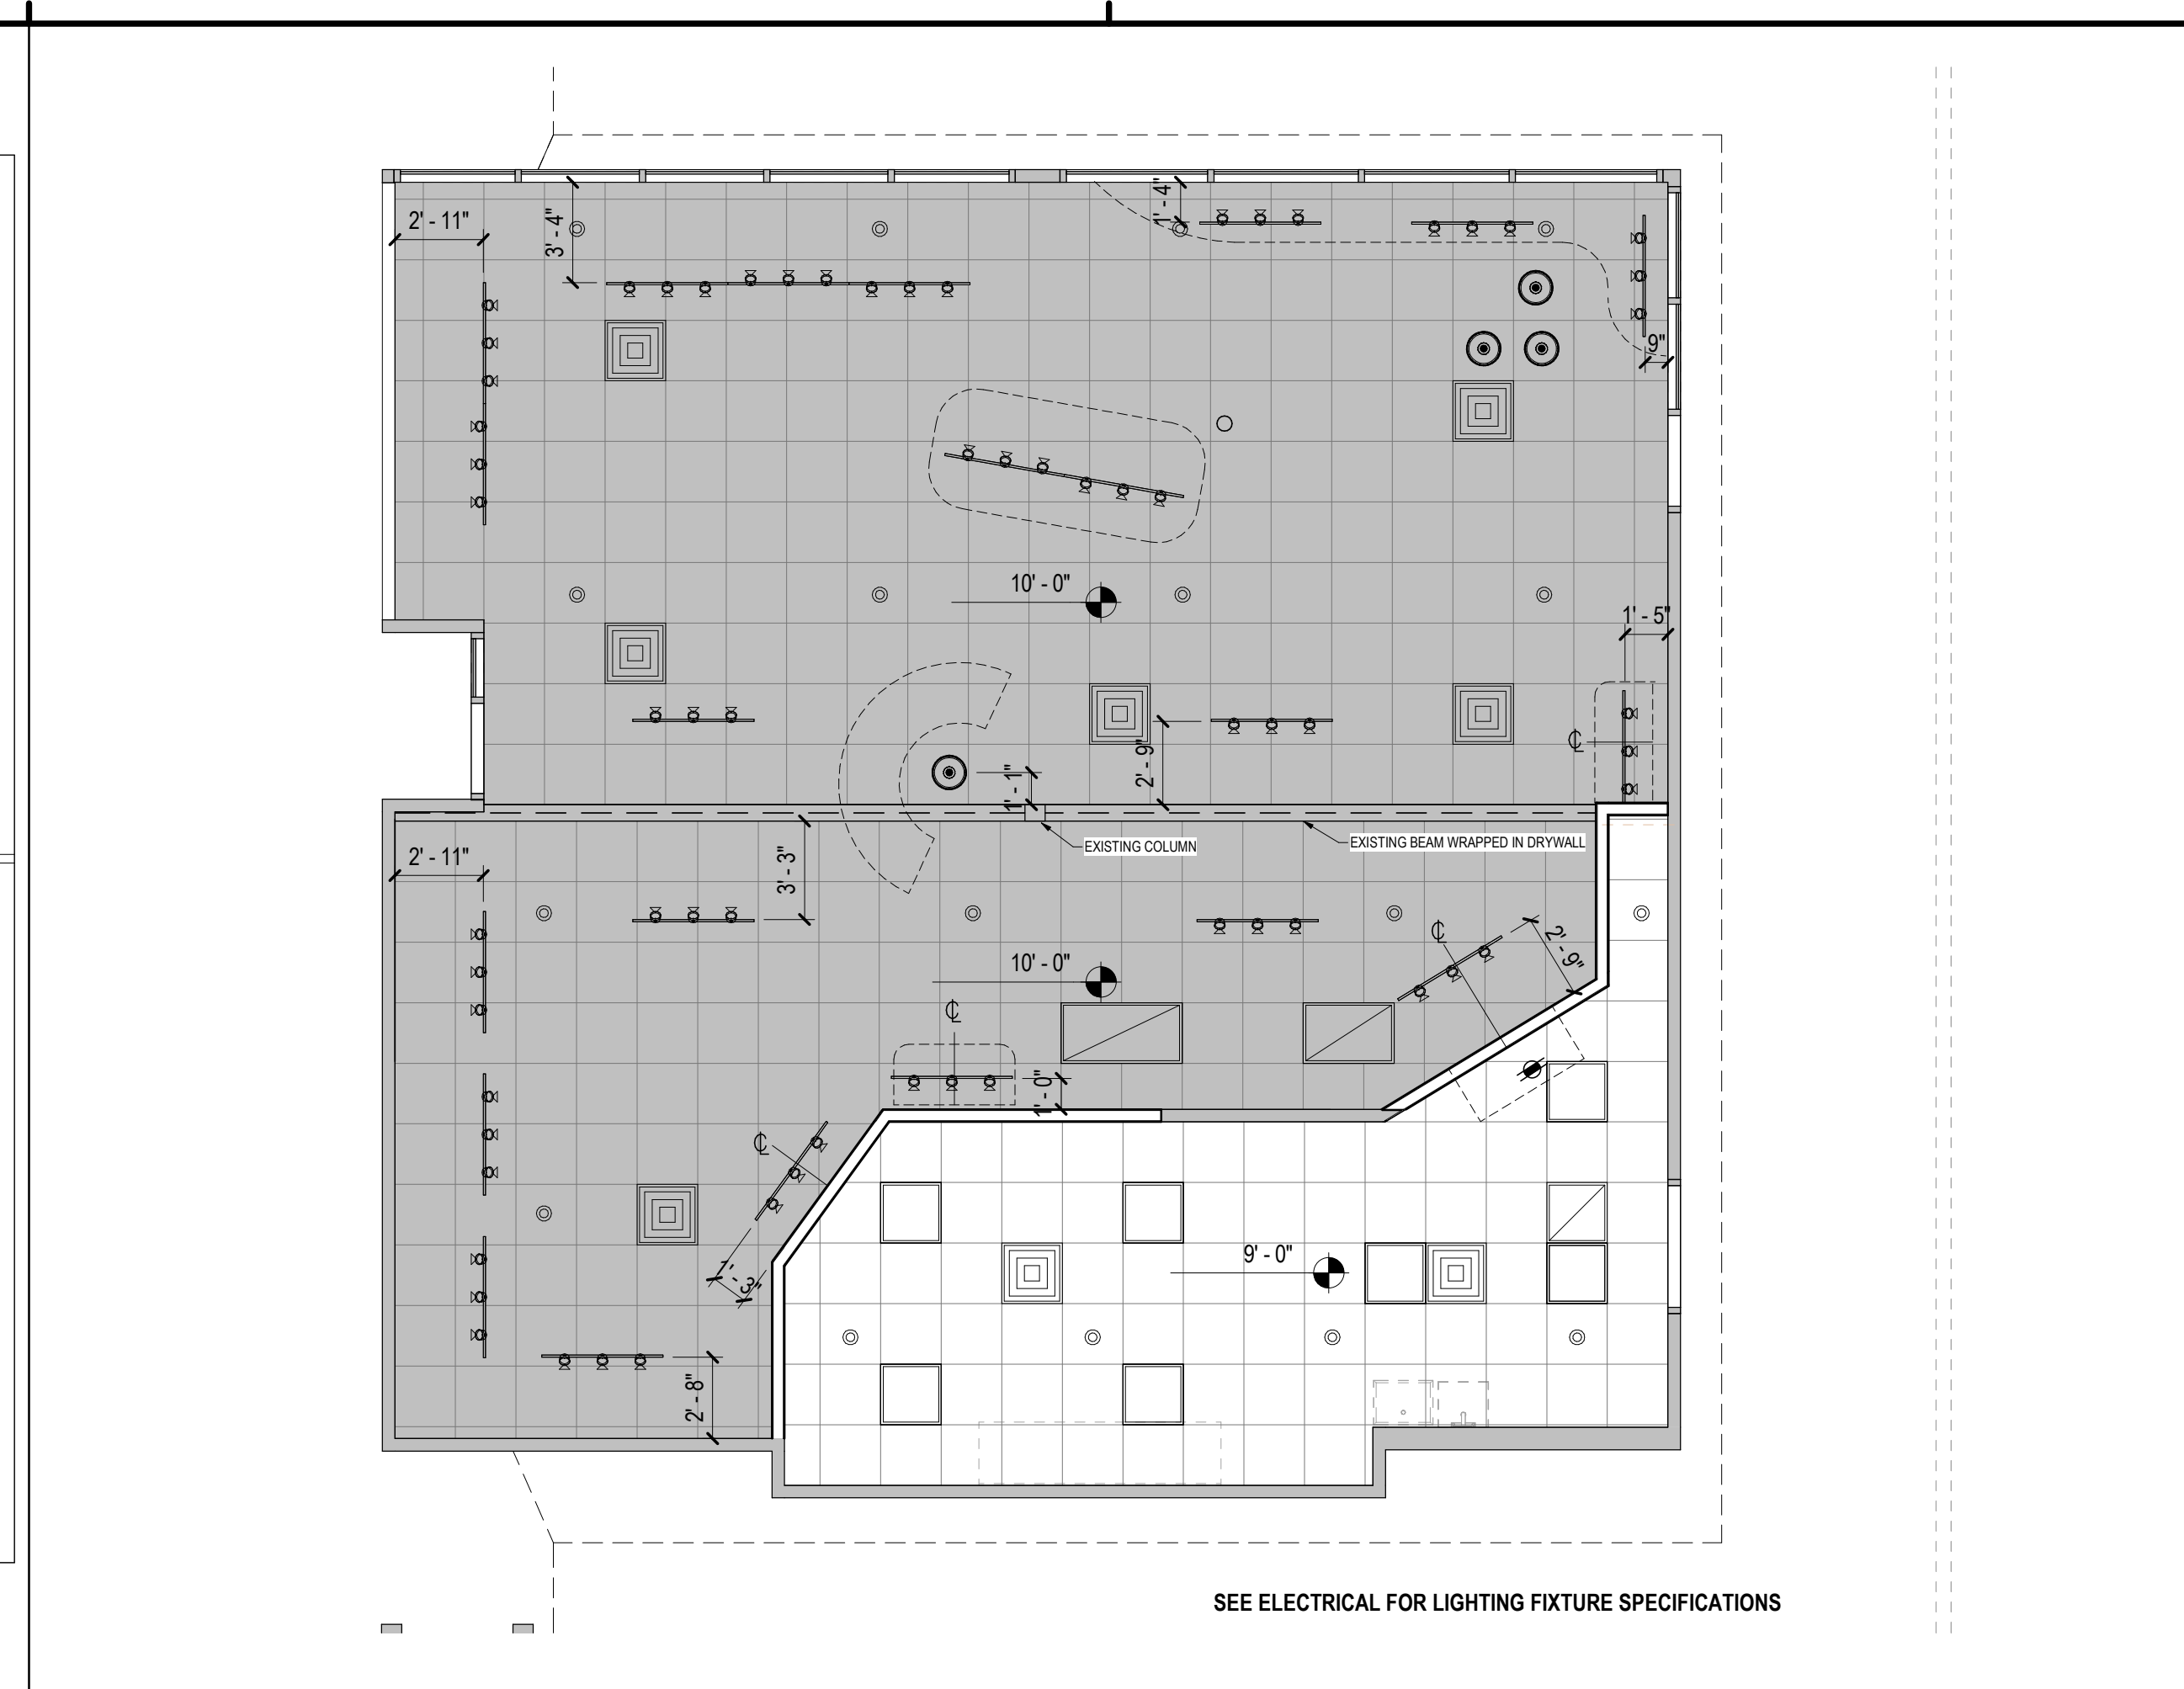 1' - 4"
2' - 11"
3' - 4"
9"
10' - 0"
1' - 5"
℄
2' - 9"
1' - 1"
EXISTING COLUMN
EXISTING BEAM WRAPPED IN DRYWALL
2' - 11"
3' - 3"
℄
2' - 9"
10' - 0"
℄
1' - 0"
℄
9' - 0"
1' - 3"
2' - 8"
SEE ELECTRICAL FOR LIGHTING FIXTURE SPECIFICATIONS